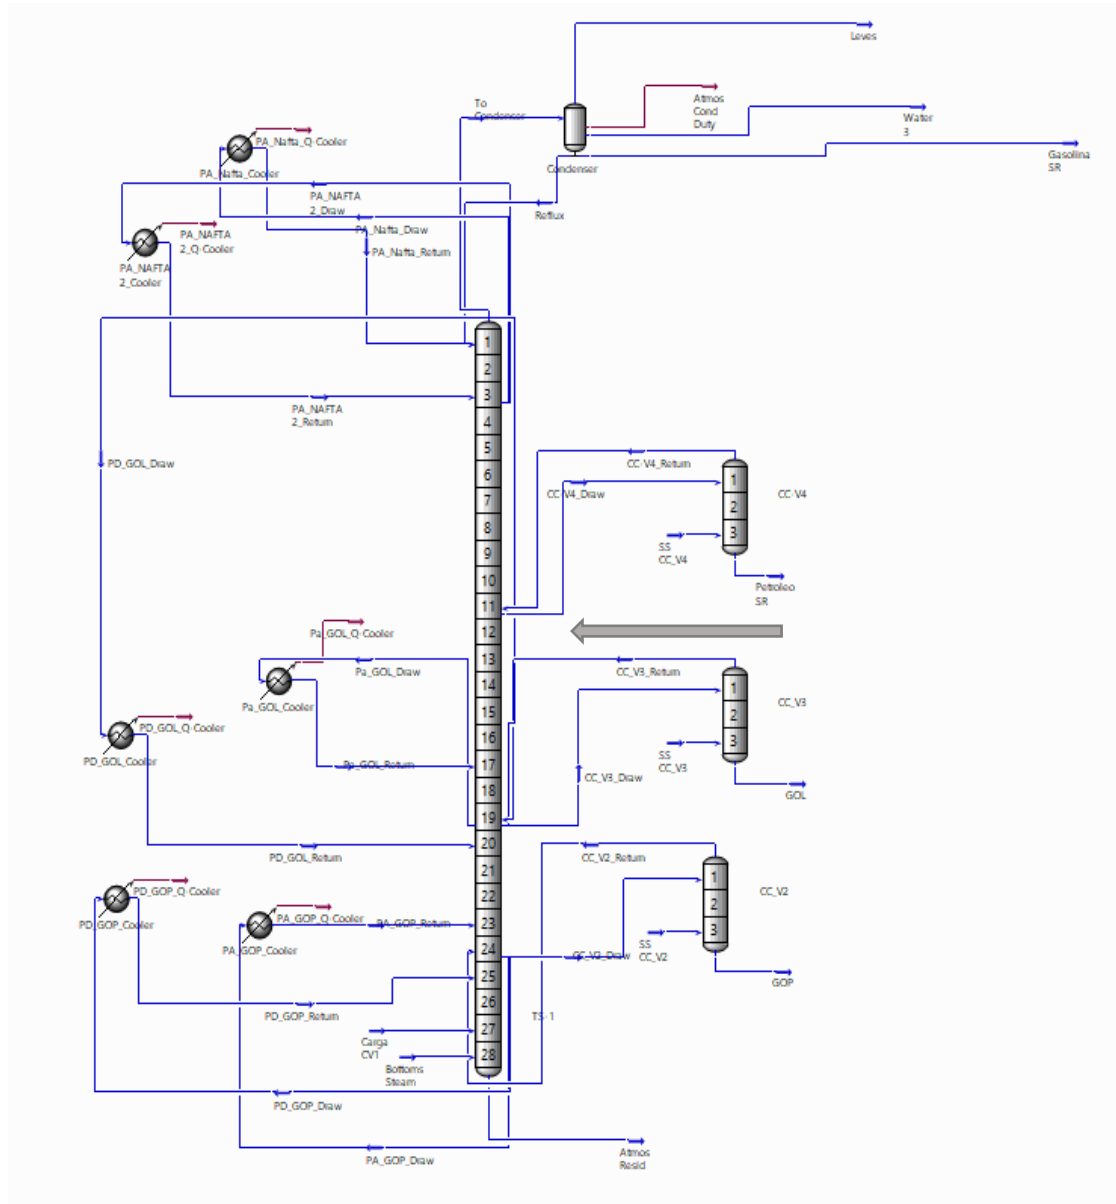 Leves
To
Condenser
Atmos
Cond
Duty
Water
3
Gasolina
SR
Condenser
Reflux
PA_Nafta_Q-Cooler
PA_Nafta_Cooler
PA_NAFTA
2_Draw
PA_Nafta_Draw
PA_Nafta_Return
PA_NAFTA
2_Q-Cooler
PA_NAFTA
2_Cooler
PA_NAFTA
2_Return
PD_GOL_Draw
1
2
3
4
5
6
7
8
9
10
11
12
13
14
15
16
17
18
19
20
21
22
23
24
25
26
27
28
TS-1
CC-V4_Return
CC-V4_Draw
1
2
3
CC-V4
SS
CC_V4
Petroleo
SR
Pa_GOL_Q-Cooler
Pa_GOL_Draw
Pa_GOL_Cooler
Pa_GOL_Return
PD_GOL_Q-Cooler
PD_GOL_Cooler
PD_GOL_Return
CC_V3_Return
1
2
3
CC_V3
SS
CC_V3
CC_V3_Draw
GOL
CC_V2_Return
1
2
3
CC_V2
SS
CC_V2
CC_V2_Draw
GOP
PD_GOP_Q-Cooler
PD_GOP_Cooler
PA_GOP_Q-Cooler
PA_GOP_Return
PA_GOP_Cooler
PD_GOP_Return
Carga
CV1
Bottoms
Steam
PD_GOP_Draw
PA_GOP_Draw
Atmos
Resid